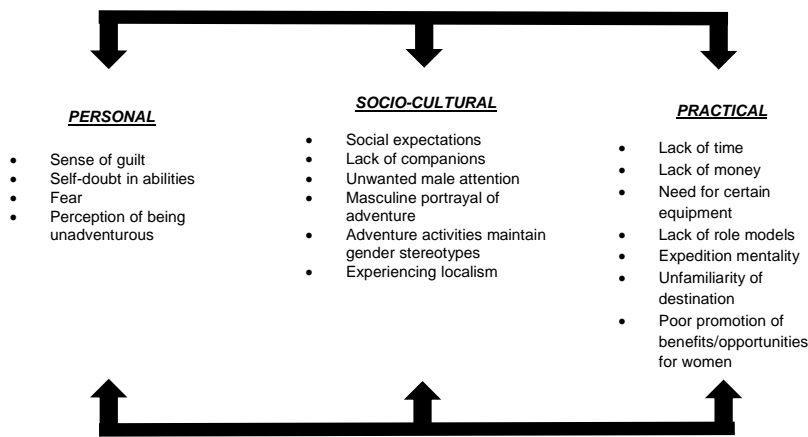 PERSONAL
• Sense of guilt
• Self-doubt in abilities
• Fear
• Perception of being
unadventurous
SOCIO-CULTURAL
• Social expectations
• Lack of companions
• Unwanted male attention
• Masculine portrayal of
adventure
• Adventure activities maintain
gender stereotypes
• Experiencing localism
PRACTICAL
• Lack of time
• Lack of money
• Need for certain
equipment
• Lack of role models
• Expedition mentality
• Unfamiliarity of
destination
• Poor promotion of
benefits/opportunities
for women